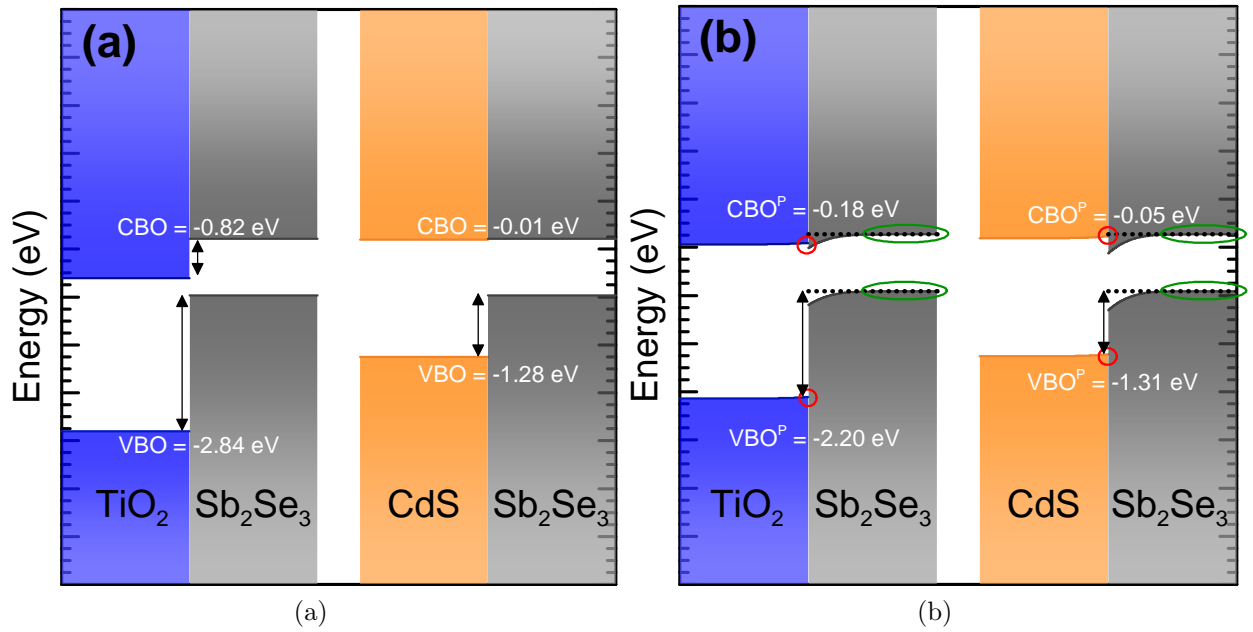 (a)
Energy (eV)
CBO = -0.82 eV
CBO = -0.01 eV
VBO = -1.28 eV
VBO = -2.84 eV
TiO₂
Sb₂Se₃
CdS
Sb₂Se₃
(a)
(b)
Energy (eV)
CBOᴾ = -0.18 eV
CBOᴾ = -0.05 eV
VBOᴾ = -1.31 eV
VBOᴾ = -2.20 eV
TiO₂
Sb₂Se₃
CdS
Sb₂Se₃
(b)